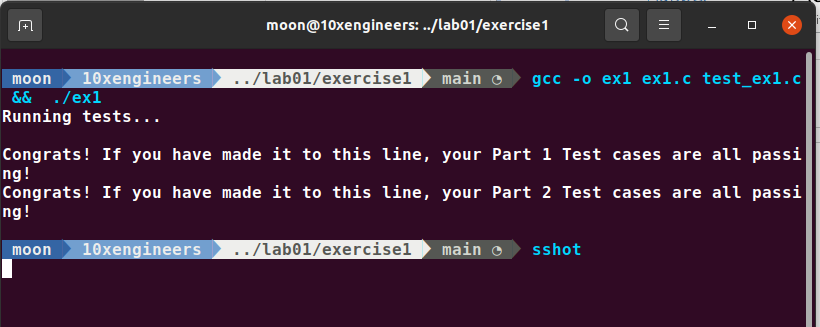 moon@10xengineers: ../lab01/exercise1
moon 10xengineers ../lab01/exercise1 main ◔ gcc -o ex1 ex1.c test_ex1.c
&& ./ex1
Running tests...
Congrats! If you have made it to this line, your Part 1 Test cases are all passi
ng!
Congrats! If you have made it to this line, your Part 2 Test cases are all passi
ng!
moon 10xengineers ../lab01/exercise1 main ◔ sshot